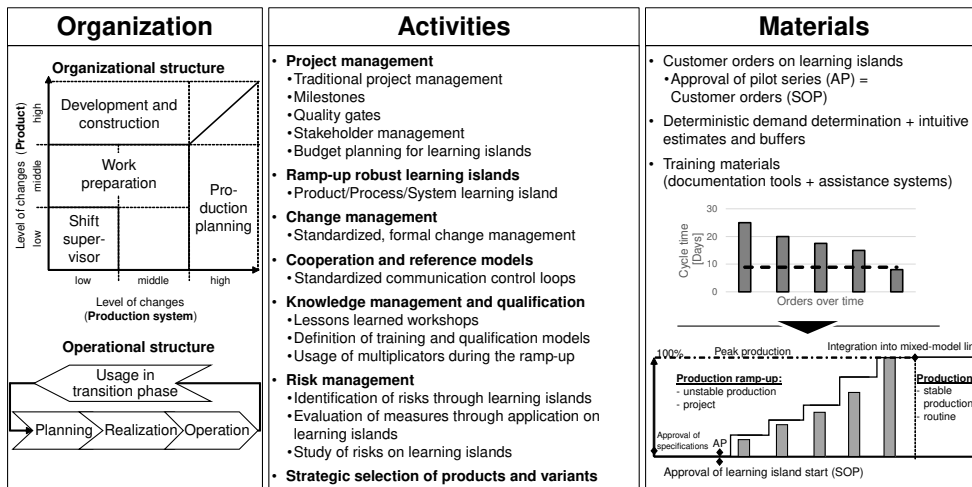 Organization
Organizational structure
Level of changes (Product)
high
middle
low
Development and
construction
Work
preparation
Shift
super-
visor
Pro-
duction
planning
low
middle
high
Level of changes
(Production system)
Operational structure
Usage in
transition phase
Planning
Realization
Operation
Activities
• Project management
•Traditional project management
•Milestones
•Quality gates
•Stakeholder management
•Budget planning for learning islands
• Ramp-up robust learning islands
•Product/Process/System learning island
• Change management
•Standardized, formal change management
• Cooperation and reference models
•Standardized communication control loops
• Knowledge management and qualification
•Lessons learned workshops
•Definition of training and qualification models
•Usage of multiplicators during the ramp-up
• Risk management
•Identification of risks through learning islands
•Evaluation of measures through application on
learning islands
•Study of risks on learning islands
• Strategic selection of products and variants
Materials
• Customer orders on learning islands
•Approval of pilot series (AP) =
Customer orders (SOP)
• Deterministic demand determination + intuitive
estimates and buffers
• Training materials
(documentation tools + assistance systems)
Cycle time
[Days]
30
20
10
0
Orders over time
100%
Peak production
Integration into mixed-model lin
Production ramp-up:
- unstable production
- project
Production
- stable
production
- routine
Approval of
specifications
AP
Approval of learning island start (SOP)